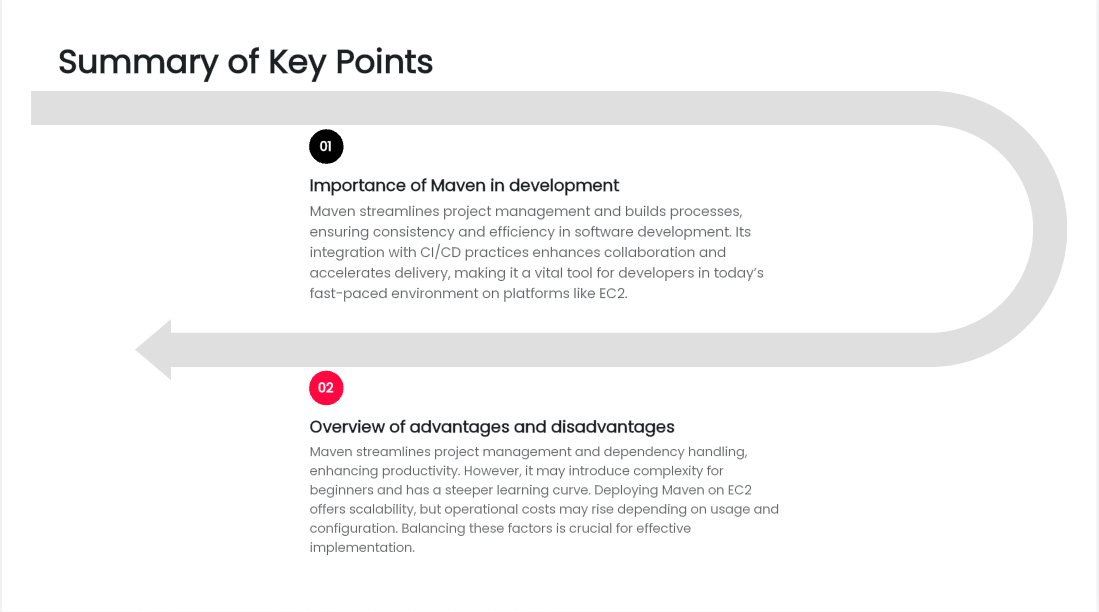 Summary of Key Points
01
Importance of Maven in development
Maven streamlines project management and builds processes,
ensuring consistency and efficiency in software development. Its
integration with CI/CD practices enhances collaboration and
accelerates delivery, making it a vital tool for developers in today’s
fast-paced environment on platforms like EC2.
02
Overview of advantages and disadvantages
Maven streamlines project management and dependency handling,
enhancing productivity. However, it may introduce complexity for
beginners and has a steeper learning curve. Deploying Maven on EC2
offers scalability, but operational costs may rise depending on usage and
configuration. Balancing these factors is crucial for effective
implementation.